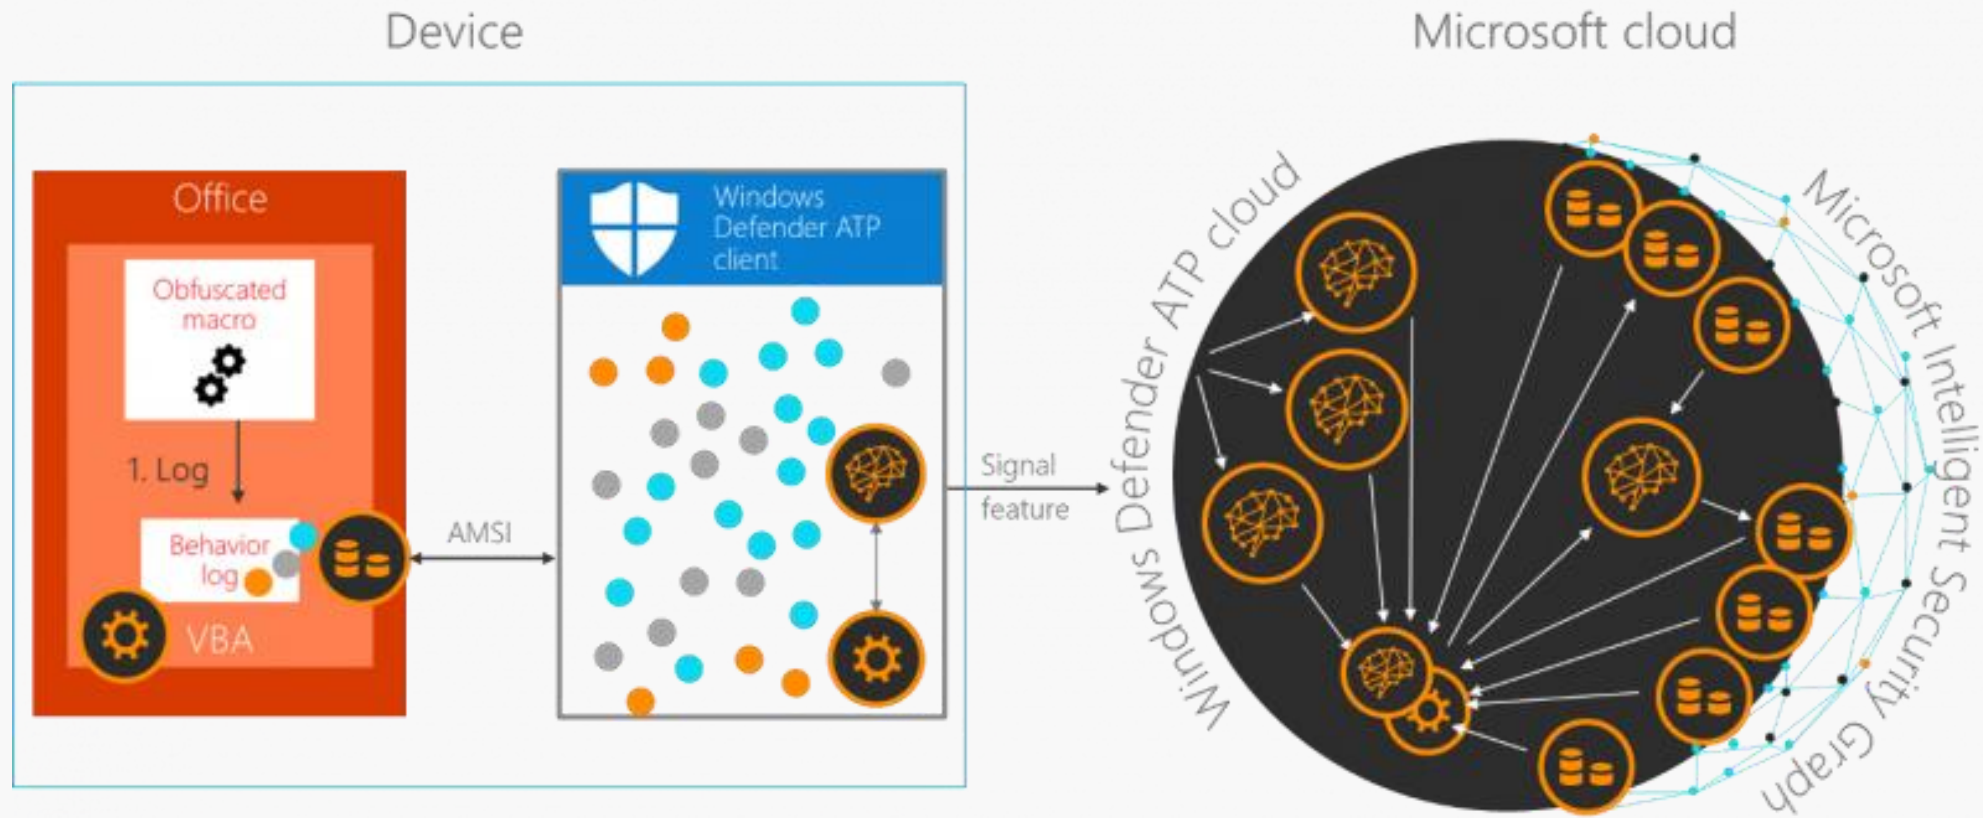 Device
Microsoft cloud
Office
Obfuscated
macro
1. Log
Behavior
log
VBA
AMSI
Windows
Defender ATP
client
Signal
feature
Windows Defender ATP cloud
Microsoft Intelligent Security Graph